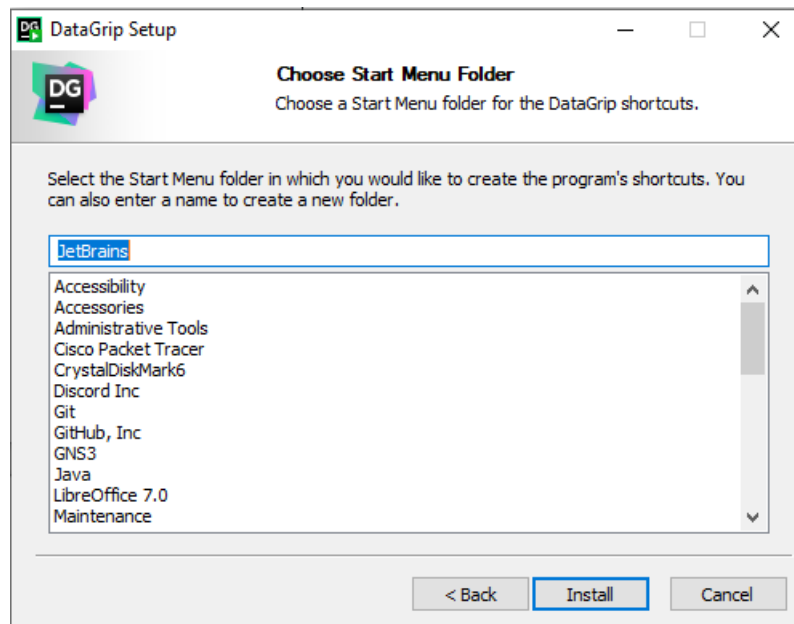 DG DataGrip Setup
DG
Choose Start Menu Folder
Choose a Start Menu folder for the DataGrip shortcuts.
Select the Start Menu folder in which you would like to create the program's shortcuts. You
can also enter a name to create a new folder.
JetBrains
Accessibility
Accessories
Administrative Tools
Cisco Packet Tracer
CrystalDiskMark6
Discord Inc
Git
GitHub, Inc
GNS3
Java
LibreOffice 7.0
Maintenance
< Back Install Cancel